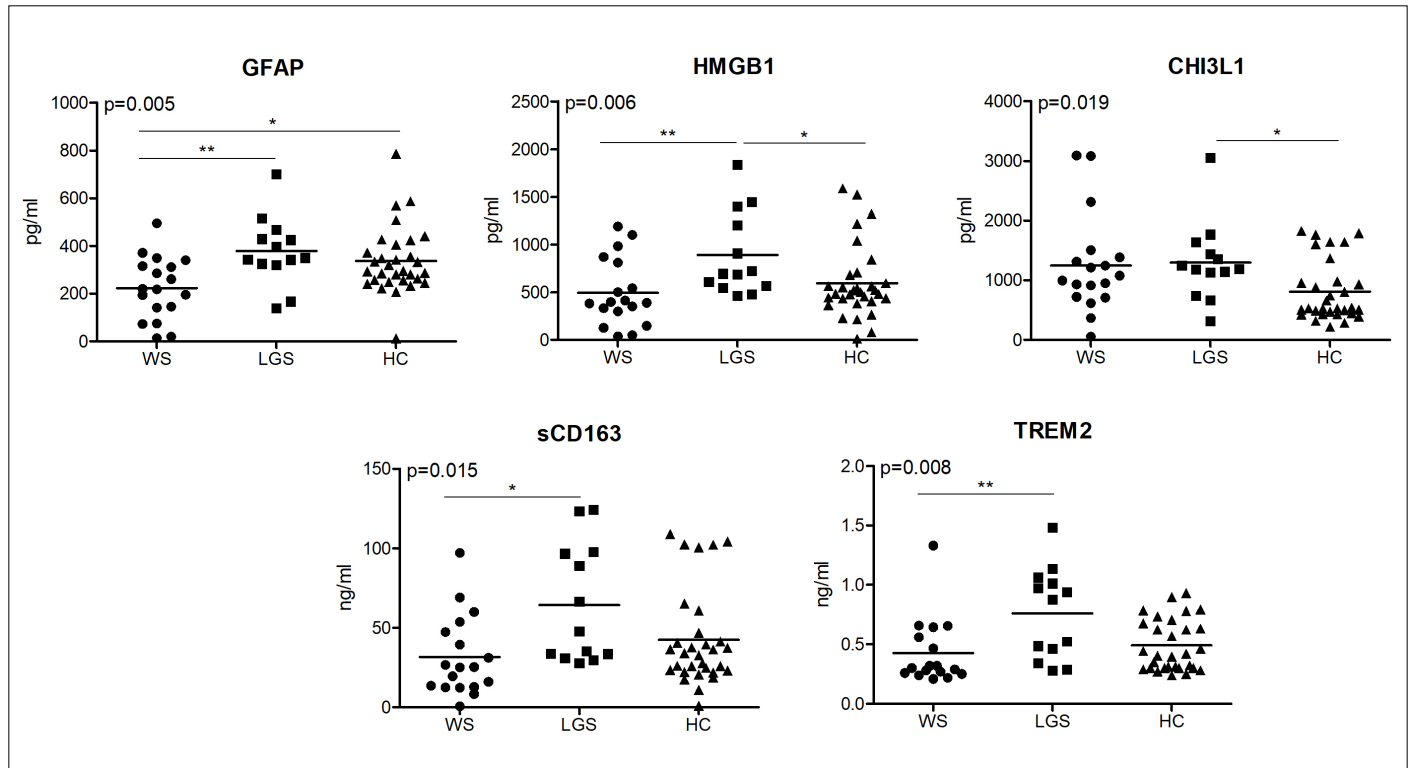 GFAP
1000
p=0.005
*
800
**
600
pg/ml
400
200
0
WS LGS HC
HMGB1
2500
p=0.006
2000
** *
1500
pg/ml
1000
500
0
WS LGS HC
CHI3L1
4000
p=0.019
*
3000
pg/ml
2000
1000
0
WS LGS HC
sCD163
150
p=0.015
*
100
ng/ml
50
0
WS LGS HC
TREM2
2.0
p=0.008
**
1.5
ng/ml
1.0
0.5
0.0
WS LGS HC